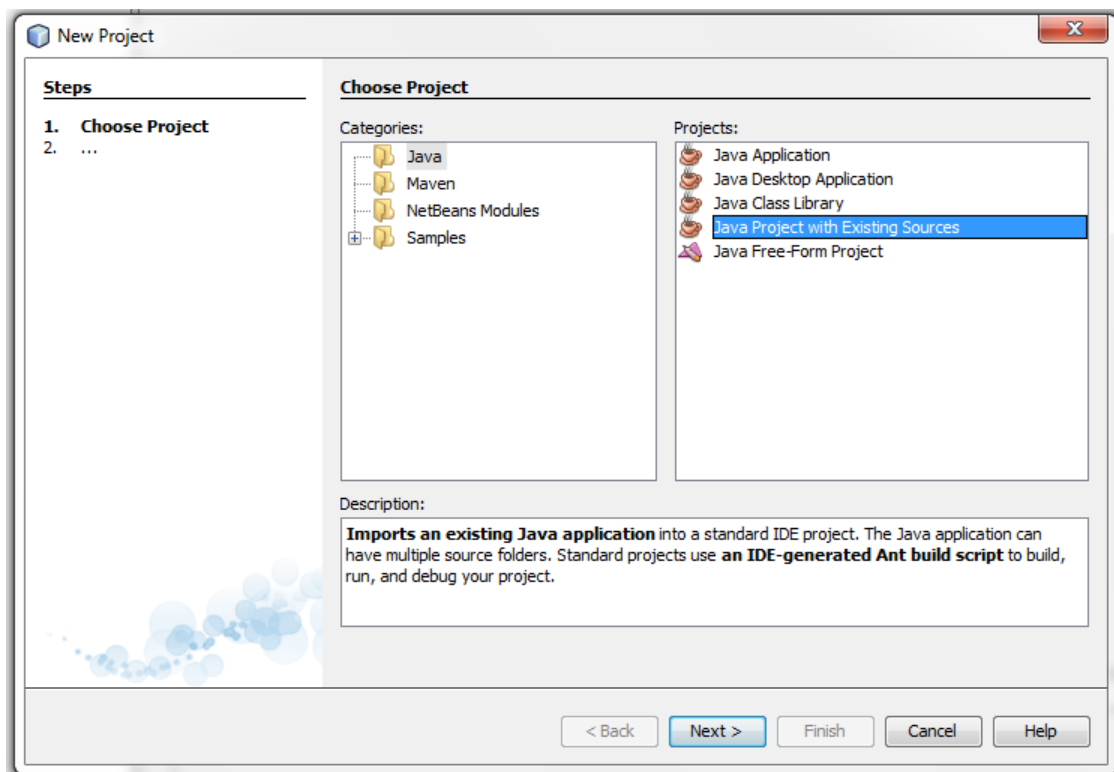 New Project
Steps
1. Choose Project
2. ...
Choose Project
Categories:
Java
Maven
NetBeans Modules
Samples
Projects:
Java Application
Java Desktop Application
Java Class Library
Java Project with Existing Sources
Java Free-Form Project
Description:
Imports an existing Java application into a standard IDE project. The Java application can
have multiple source folders. Standard projects use an IDE-generated Ant build script to build,
run, and debug your project.
< Back
Next >
Finish
Cancel
Help